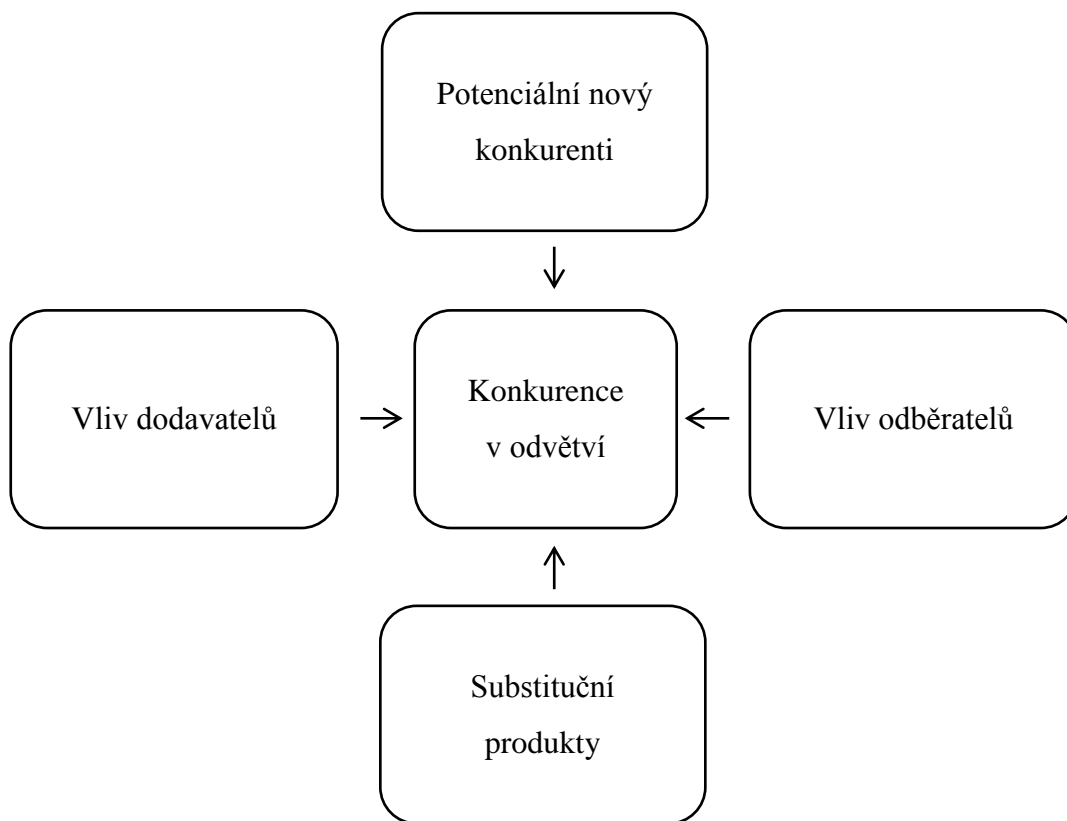 Potenciální nový
konkurenti
Vliv dodavatelů
Konkurence
v odvětví
Vliv odběratelů
Substituční
produkty